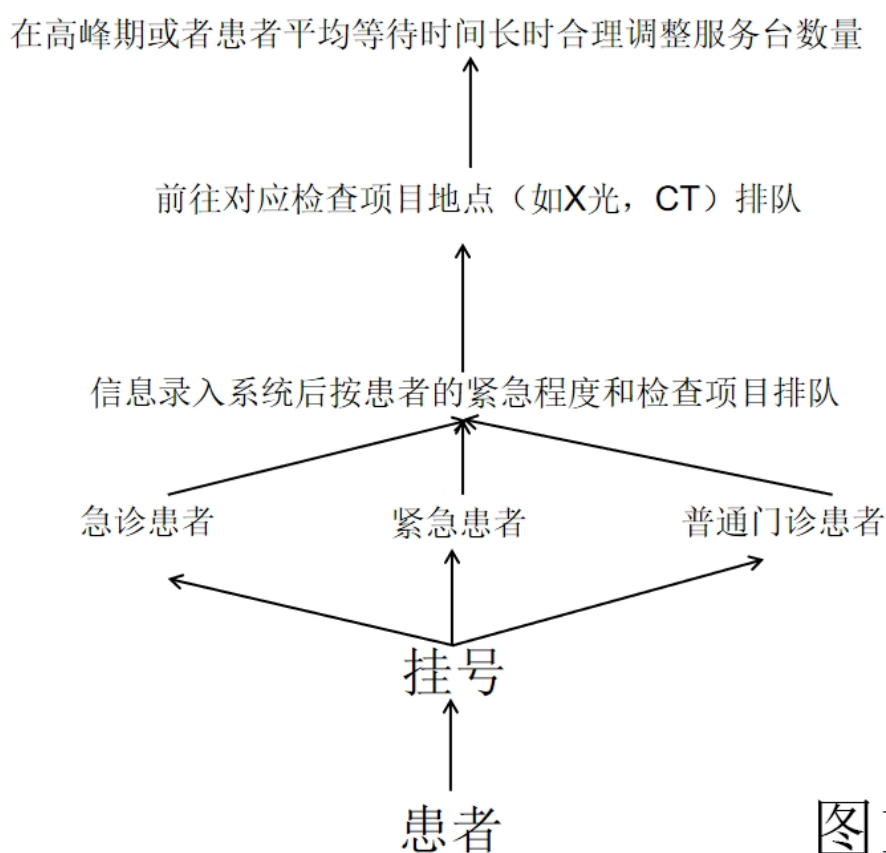 在高峰期或者患者平均等待时间长时合理调整服务台数量
前往对应检查项目地点（如X光，CT）排队
信息录入系统后按患者的紧急程度和检查项目排队
急诊患者 紧急患者 普通门诊患者
挂号
患者
图